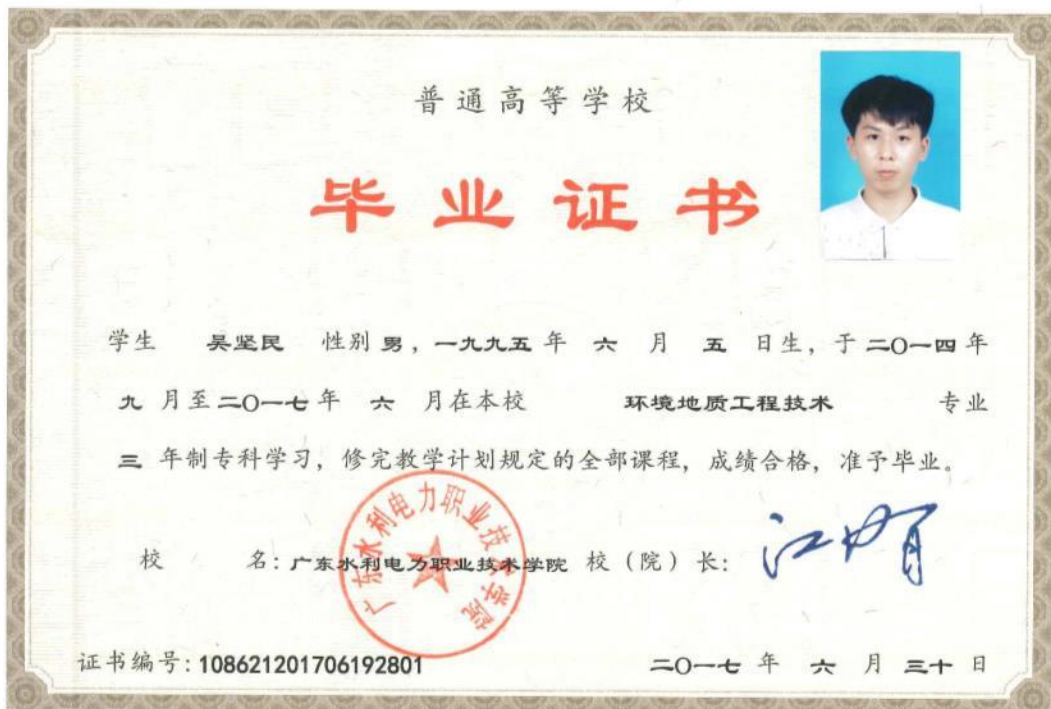 普通高等学校
毕业证书
学生 吴坚民 性别 男，一九九五 年 六 月 五 日生，于 二〇一四 年
九 月至 二〇一七 年 六 月在本校 环境地质工程技术 专业
三 年制专科学习，修完教学计划规定的全部课程，成绩合格，准予毕业。
广东水利电力职业技术学院
校 名：广东水利电力职业技术学院 校（院）长：
证书编号：108621201706192801 二〇一七 年 六 月 三十 日